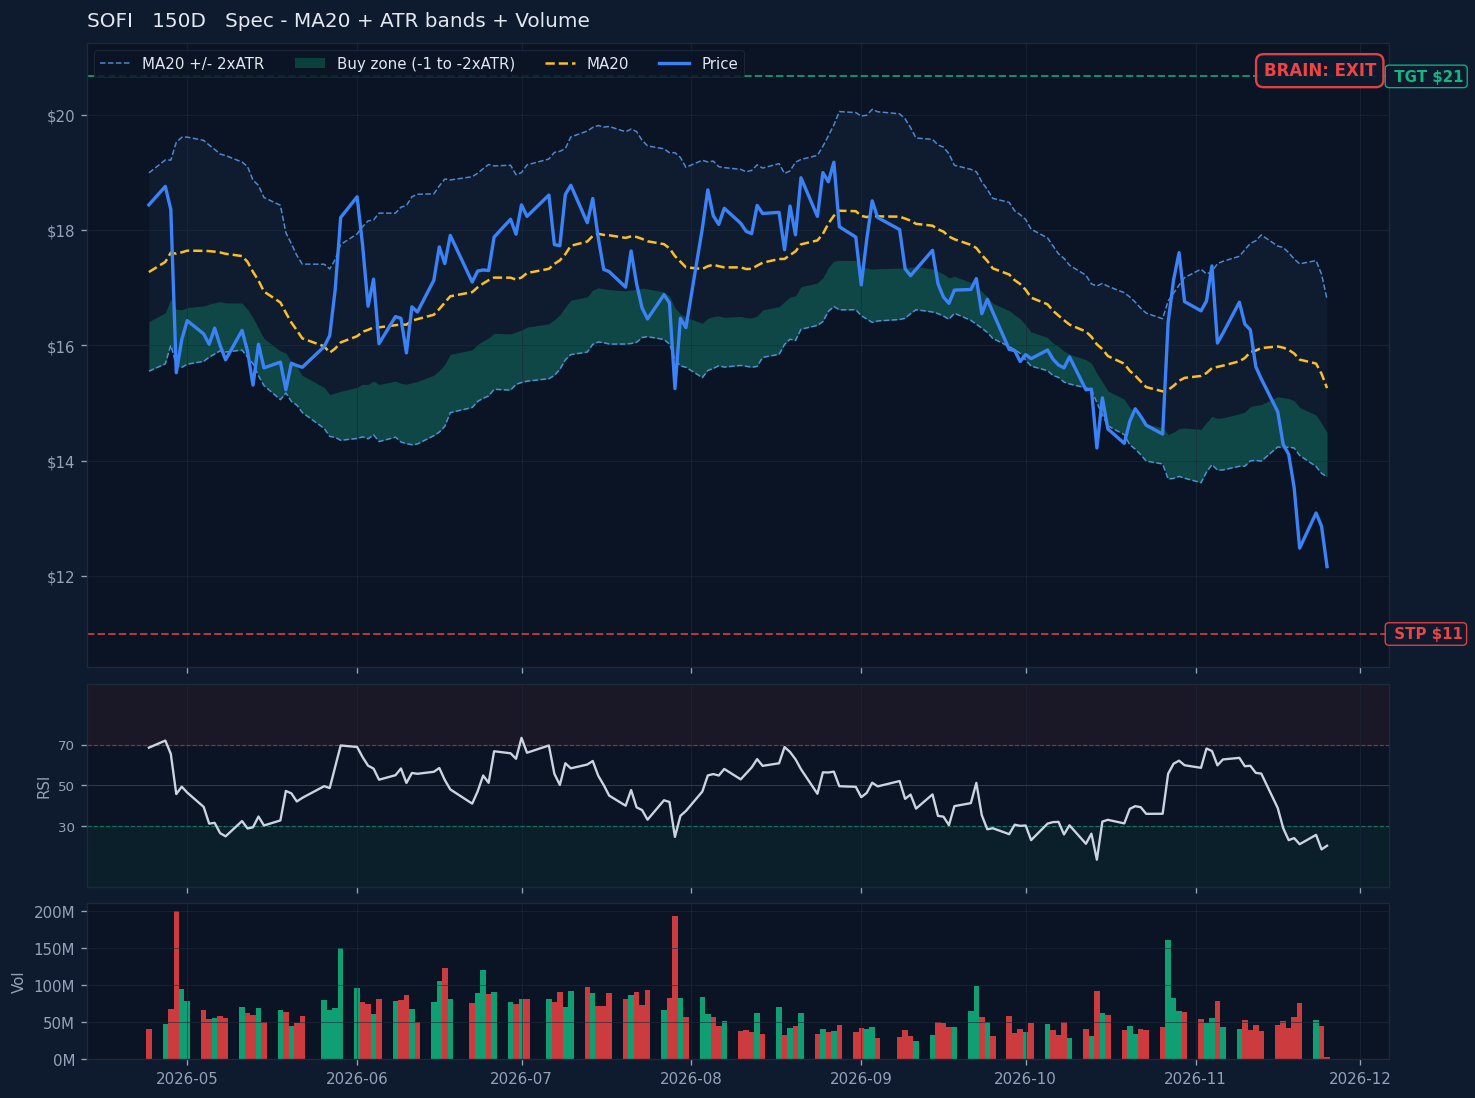 SOFI   150D   Spec - MA20 + ATR bands + Volume
MA20 +/- 2xATR   Buy zone (-1 to -2xATR)   MA20   Price
BRAIN: EXIT
TGT $21
$20
$18
$16
$14
$12
STP $11
RSI
70
50
30
Vol
200M
150M
100M
50M
0M
2026-05   2026-06   2026-07   2026-08   2026-09   2026-10   2026-11   2026-12